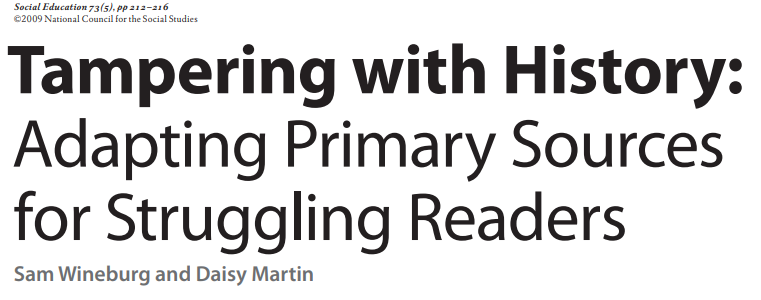 Social Education 73(5), pp 212–216
©2009 National Council for the Social Studies
Tampering with History:
Adapting Primary Sources
for Struggling Readers
Sam Wineburg and Daisy Martin